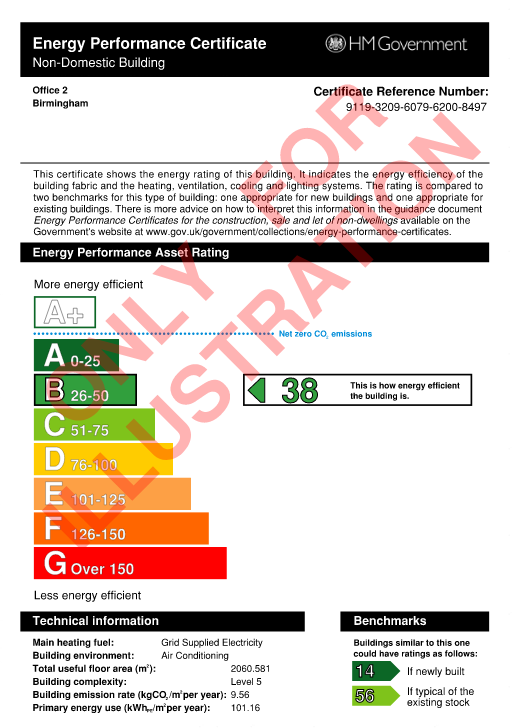 Energy Performance Certificate
HM Government
Non-Domestic Building
Office 2
Birmingham
Certificate Reference Number:
9119-3209-6079-6200-8497
This certificate shows the energy rating of this building. It indicates the energy efficiency of the
building fabric and the heating, ventilation, cooling and lighting systems. The rating is compared to
two benchmarks for this type of building: one appropriate for new buildings and one appropriate for
existing buildings. There is more advice on how to interpret this information in the guidance document
Energy Performance Certificates for the construction, sale and let of non-dwellings available on the
Government's website at www.gov.uk/government/collections/energy-performance-certificates.
Energy Performance Asset Rating
More energy efficient
A+
Net zero CO₂ emissions
A 0-25
B 26-50
38
This is how energy efficient
the building is.
C 51-75
D 76-100
E 101-125
F 126-150
G Over 150
Less energy efficient
ONLY FOR
ILLUSTRATION
Technical information
Main heating fuel: Grid Supplied Electricity
Building environment: Air Conditioning
Total useful floor area (m²): 2060.581
Building complexity: Level 5
Building emission rate (kgCO₂/m²per year): 9.56
Primary energy use (kWhₚₑ/m²per year): 101.16
Benchmarks
Buildings similar to this one
could have ratings as follows:
14 If newly built
56 If typical of the
existing stock